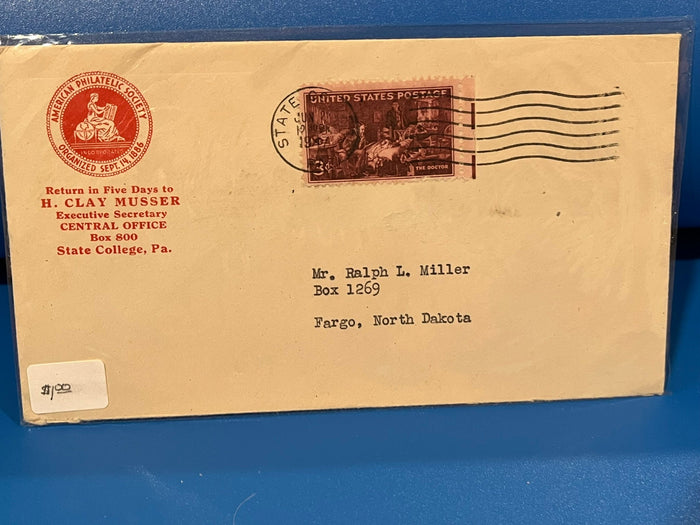 AMERICAN PHILATELIC SOCIETY
ORGANIZED SEPT. 14, 1886
Return in Five Days to
H. CLAY MUSSER
Executive Secretary
CENTRAL OFFICE
Box 800
State College, Pa.
STATE
UNITED STATES POSTAGE
3¢
THE DOCTOR
Mr. Ralph L. Miller
Box 1269
Fargo, North Dakota
$1.00